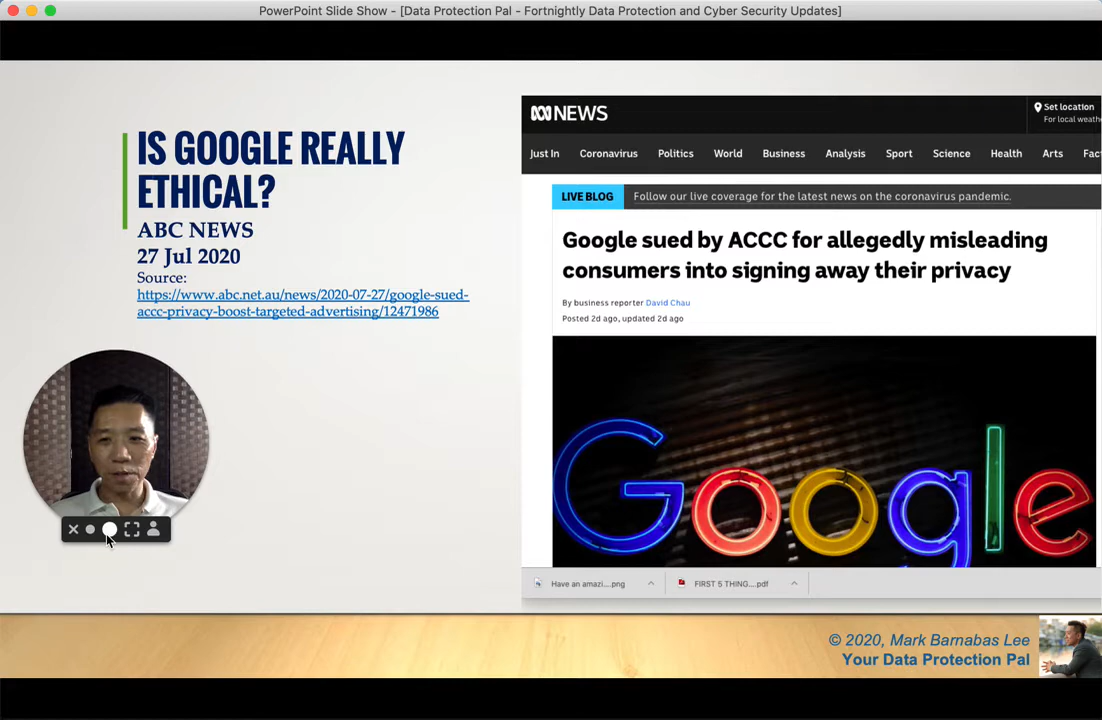 PowerPoint Slide Show - [Data Protection Pal - Fortnightly Data Protection and Cyber Security Updates]
IS GOOGLE REALLY
ETHICAL?
ABC NEWS
27 Jul 2020
Source:
https://www.abc.net.au/news/2020-07-27/google-sued-
accc-privacy-boost-targeted-advertising/12471986
NEWS
Set location
For local weathe
Just In Coronavirus Politics World Business Analysis Sport Science Health Arts Fac
LIVE BLOG Follow our live coverage for the latest news on the coronavirus pandemic.
Google sued by ACCC for allegedly misleading
consumers into signing away their privacy
By business reporter David Chau
Posted 2d ago, updated 2d ago
Google
Have an amazi....png FIRST 5 THING....pdf
© 2020, Mark Barnabas Lee
Your Data Protection Pal